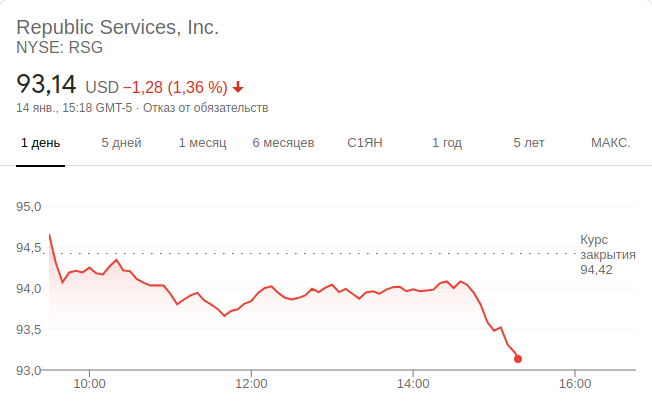 Republic Services, Inc.
NYSE: RSG
93,14 USD −1,28 (1,36 %)
14 янв., 15:18 GMT-5 · Отказ от обязательств
1 день 5 дней 1 месяц 6 месяцев С1ЯН 1 год 5 лет МАКС.
95,0
94,5
94,0
93,5
93,0
Курс
закрытия
94,42
10:00 12:00 14:00 16:00